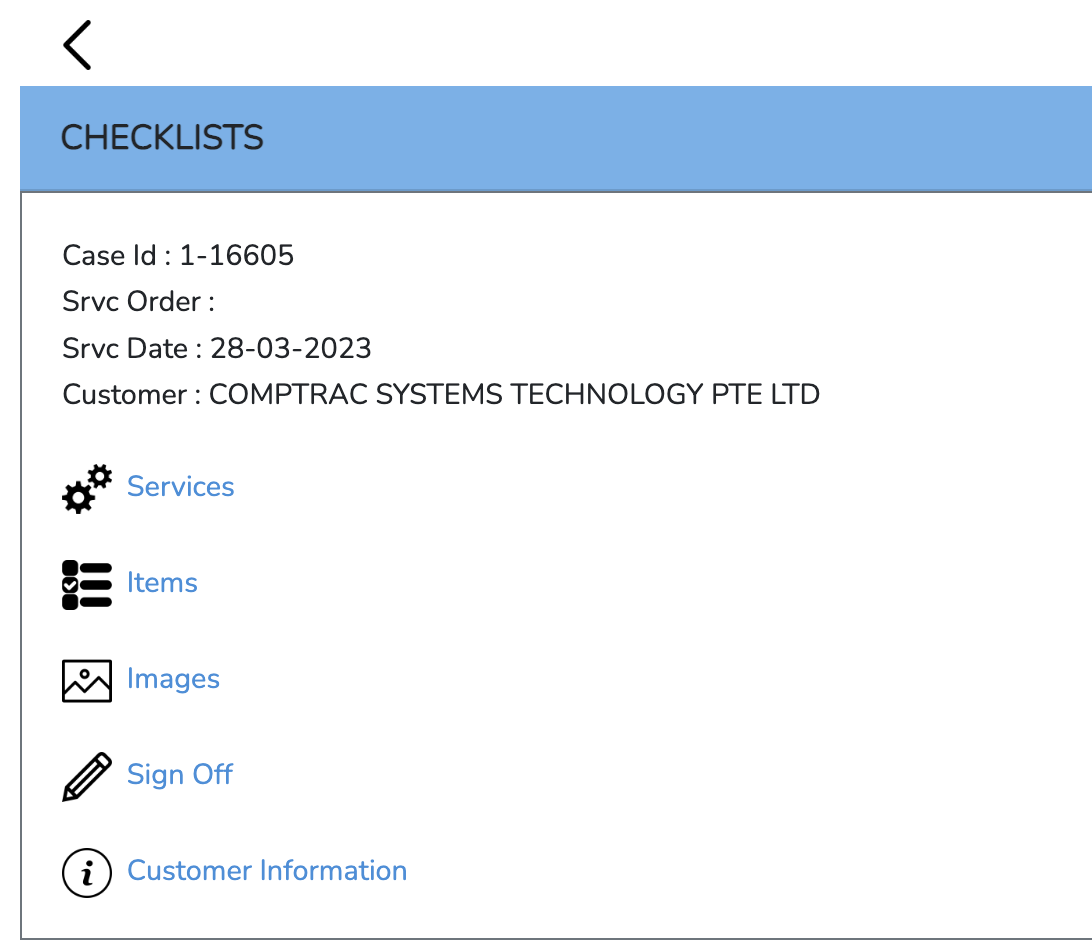 CHECKLISTS
Case Id : 1-16605
Srvc Order :
Srvc Date : 28-03-2023
Customer : COMPTRAC SYSTEMS TECHNOLOGY PTE LTD
Services
Items
Images
Sign Off
Customer Information